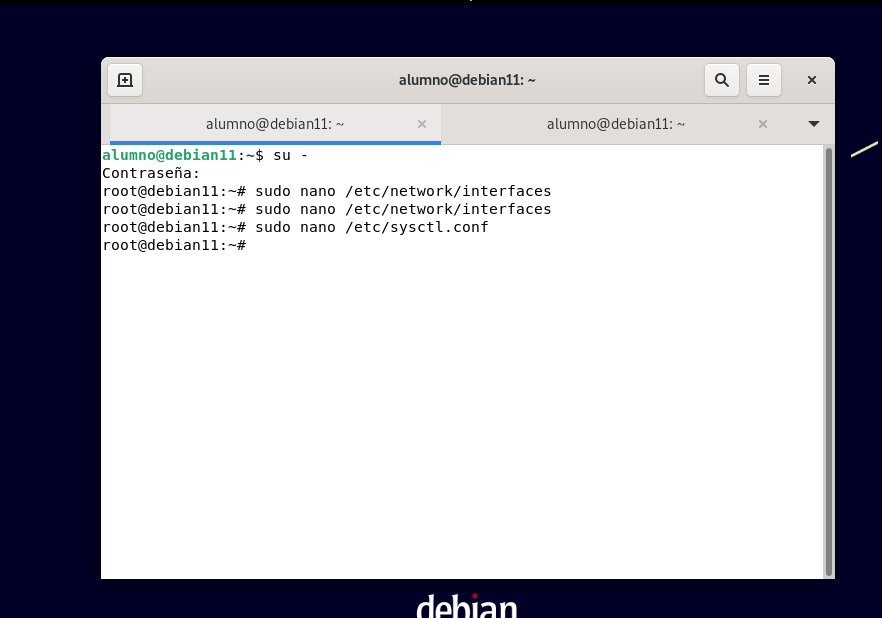 alumno@debian11: ~
alumno@debian11: ~
alumno@debian11: ~
alumno@debian11:~$ su -
Contraseña:
root@debian11:~# sudo nano /etc/network/interfaces
root@debian11:~# sudo nano /etc/network/interfaces
root@debian11:~# sudo nano /etc/sysctl.conf
root@debian11:~#
debian